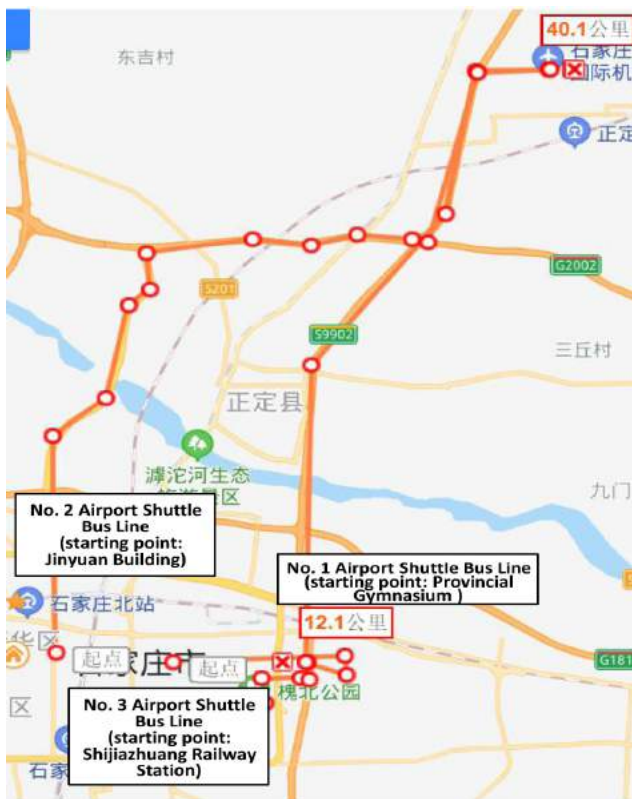 40.1公里
东吉村
石家庄
国际机
正定
S201
G2002
S9902
三丘村
正定县
滹沱河生态
九门
No. 2 Airport Shuttle
Bus Line
(starting point:
Jinyuan Building)
No. 1 Airport Shuttle Bus Line
(starting point: Provincial
Gymnasium )
12.1公里
石家庄北站
华区
起点
家庄市
起点
G181
槐北公园
区
No. 3 Airport Shuttle
Bus Line
(starting point:
Shijiazhuang Railway
Station)
石家